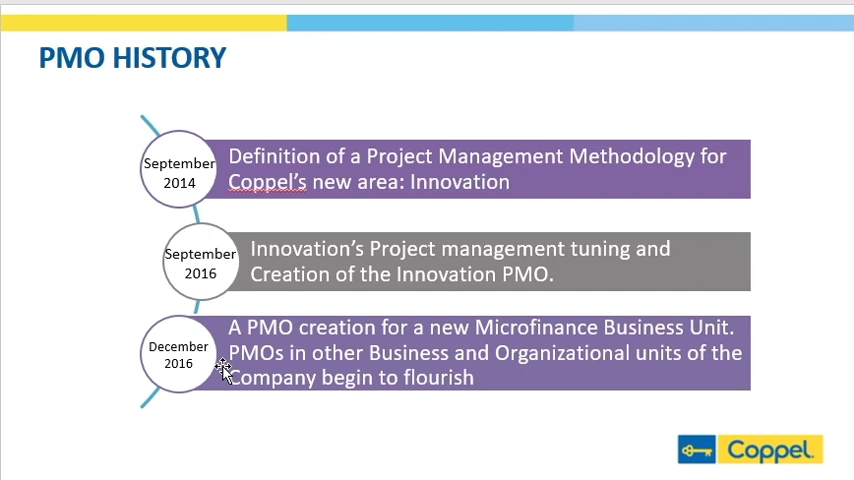 PMO HISTORY
September
2014
Definition of a Project Management Methodology for
Coppel's new area: Innovation
September
2016
Innovation's Project management tuning and
Creation of the Innovation PMO.
December
2016
A PMO creation for a new Microfinance Business Unit.
PMOs in other Business and Organizational units of the
Company begin to flourish
Coppel.